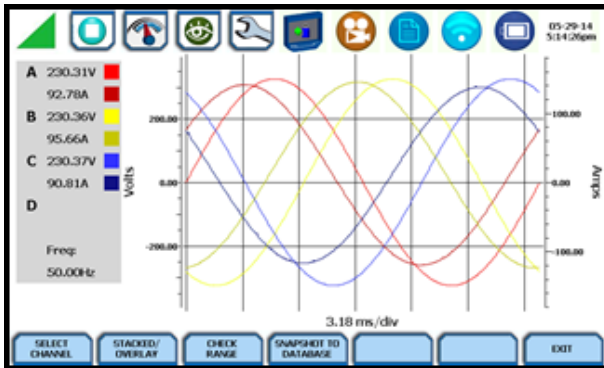 05-29-14
5:14:26pm
A 230.31V
92.78A
B 230.36V
95.66A
C 230.37V
90.81A
D
Freq:
50.00Hz
Volts
200.00
0.00
-200.00
100.00
0.00
-100.00
Amps
3.18 ms/div
SELECT CHANNEL
STACKED/ OVERLAY
CHECK RANGE
SNAPSHOT TO DATABASE
EXIT